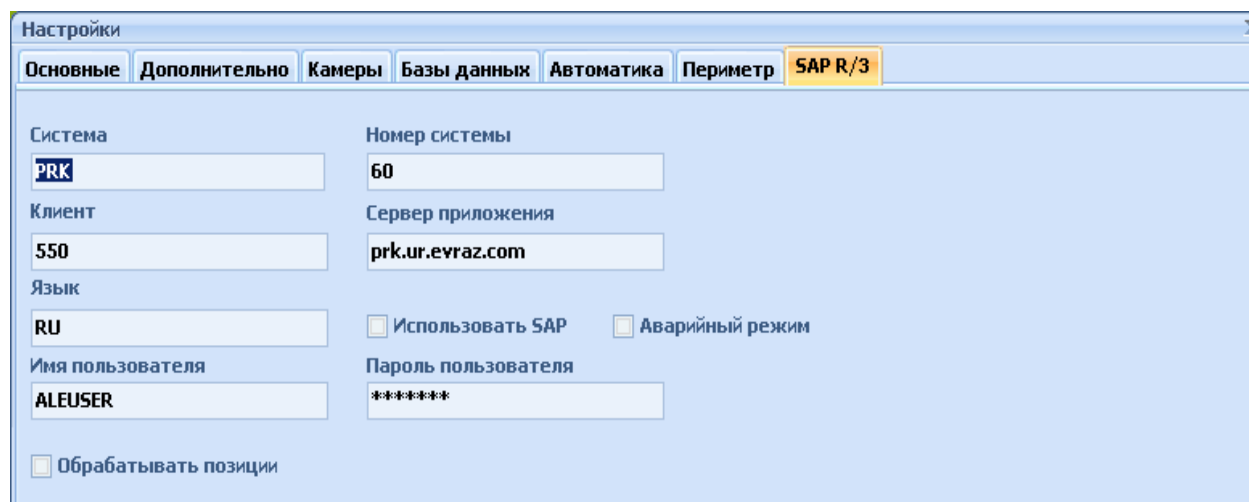 Настройки
Основные Дополнительно Камеры Базы данных Автоматика Периметр SAP R/3
Система Номер системы
PRK 60
Клиент Сервер приложения
550 prk.ur.evraz.com
Язык
RU Использовать SAP Аварийный режим
Имя пользователя Пароль пользователя
ALEUSER *******
Обрабатывать позиции